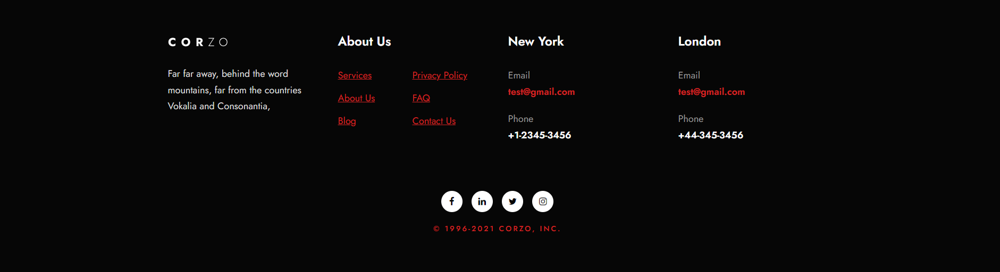 CORZO
Far far away, behind the word
mountains, far from the countries
Vokalia and Consonantia,
About Us
Services
About Us
Blog
Privacy Policy
FAQ
Contact Us
New York
Email
test@gmail.com
Phone
+1-2345-3456
London
Email
test@gmail.com
Phone
+44-345-3456
© 1996-2021 CORZO, INC.